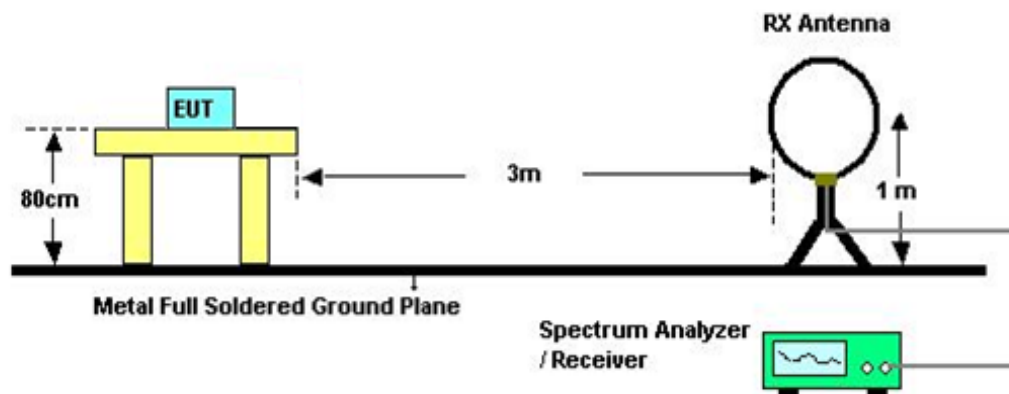 RX Antenna
EUT
80cm
3m
1 m
Metal Full Soldered Ground Plane
Spectrum Analyzer
/ Receiver